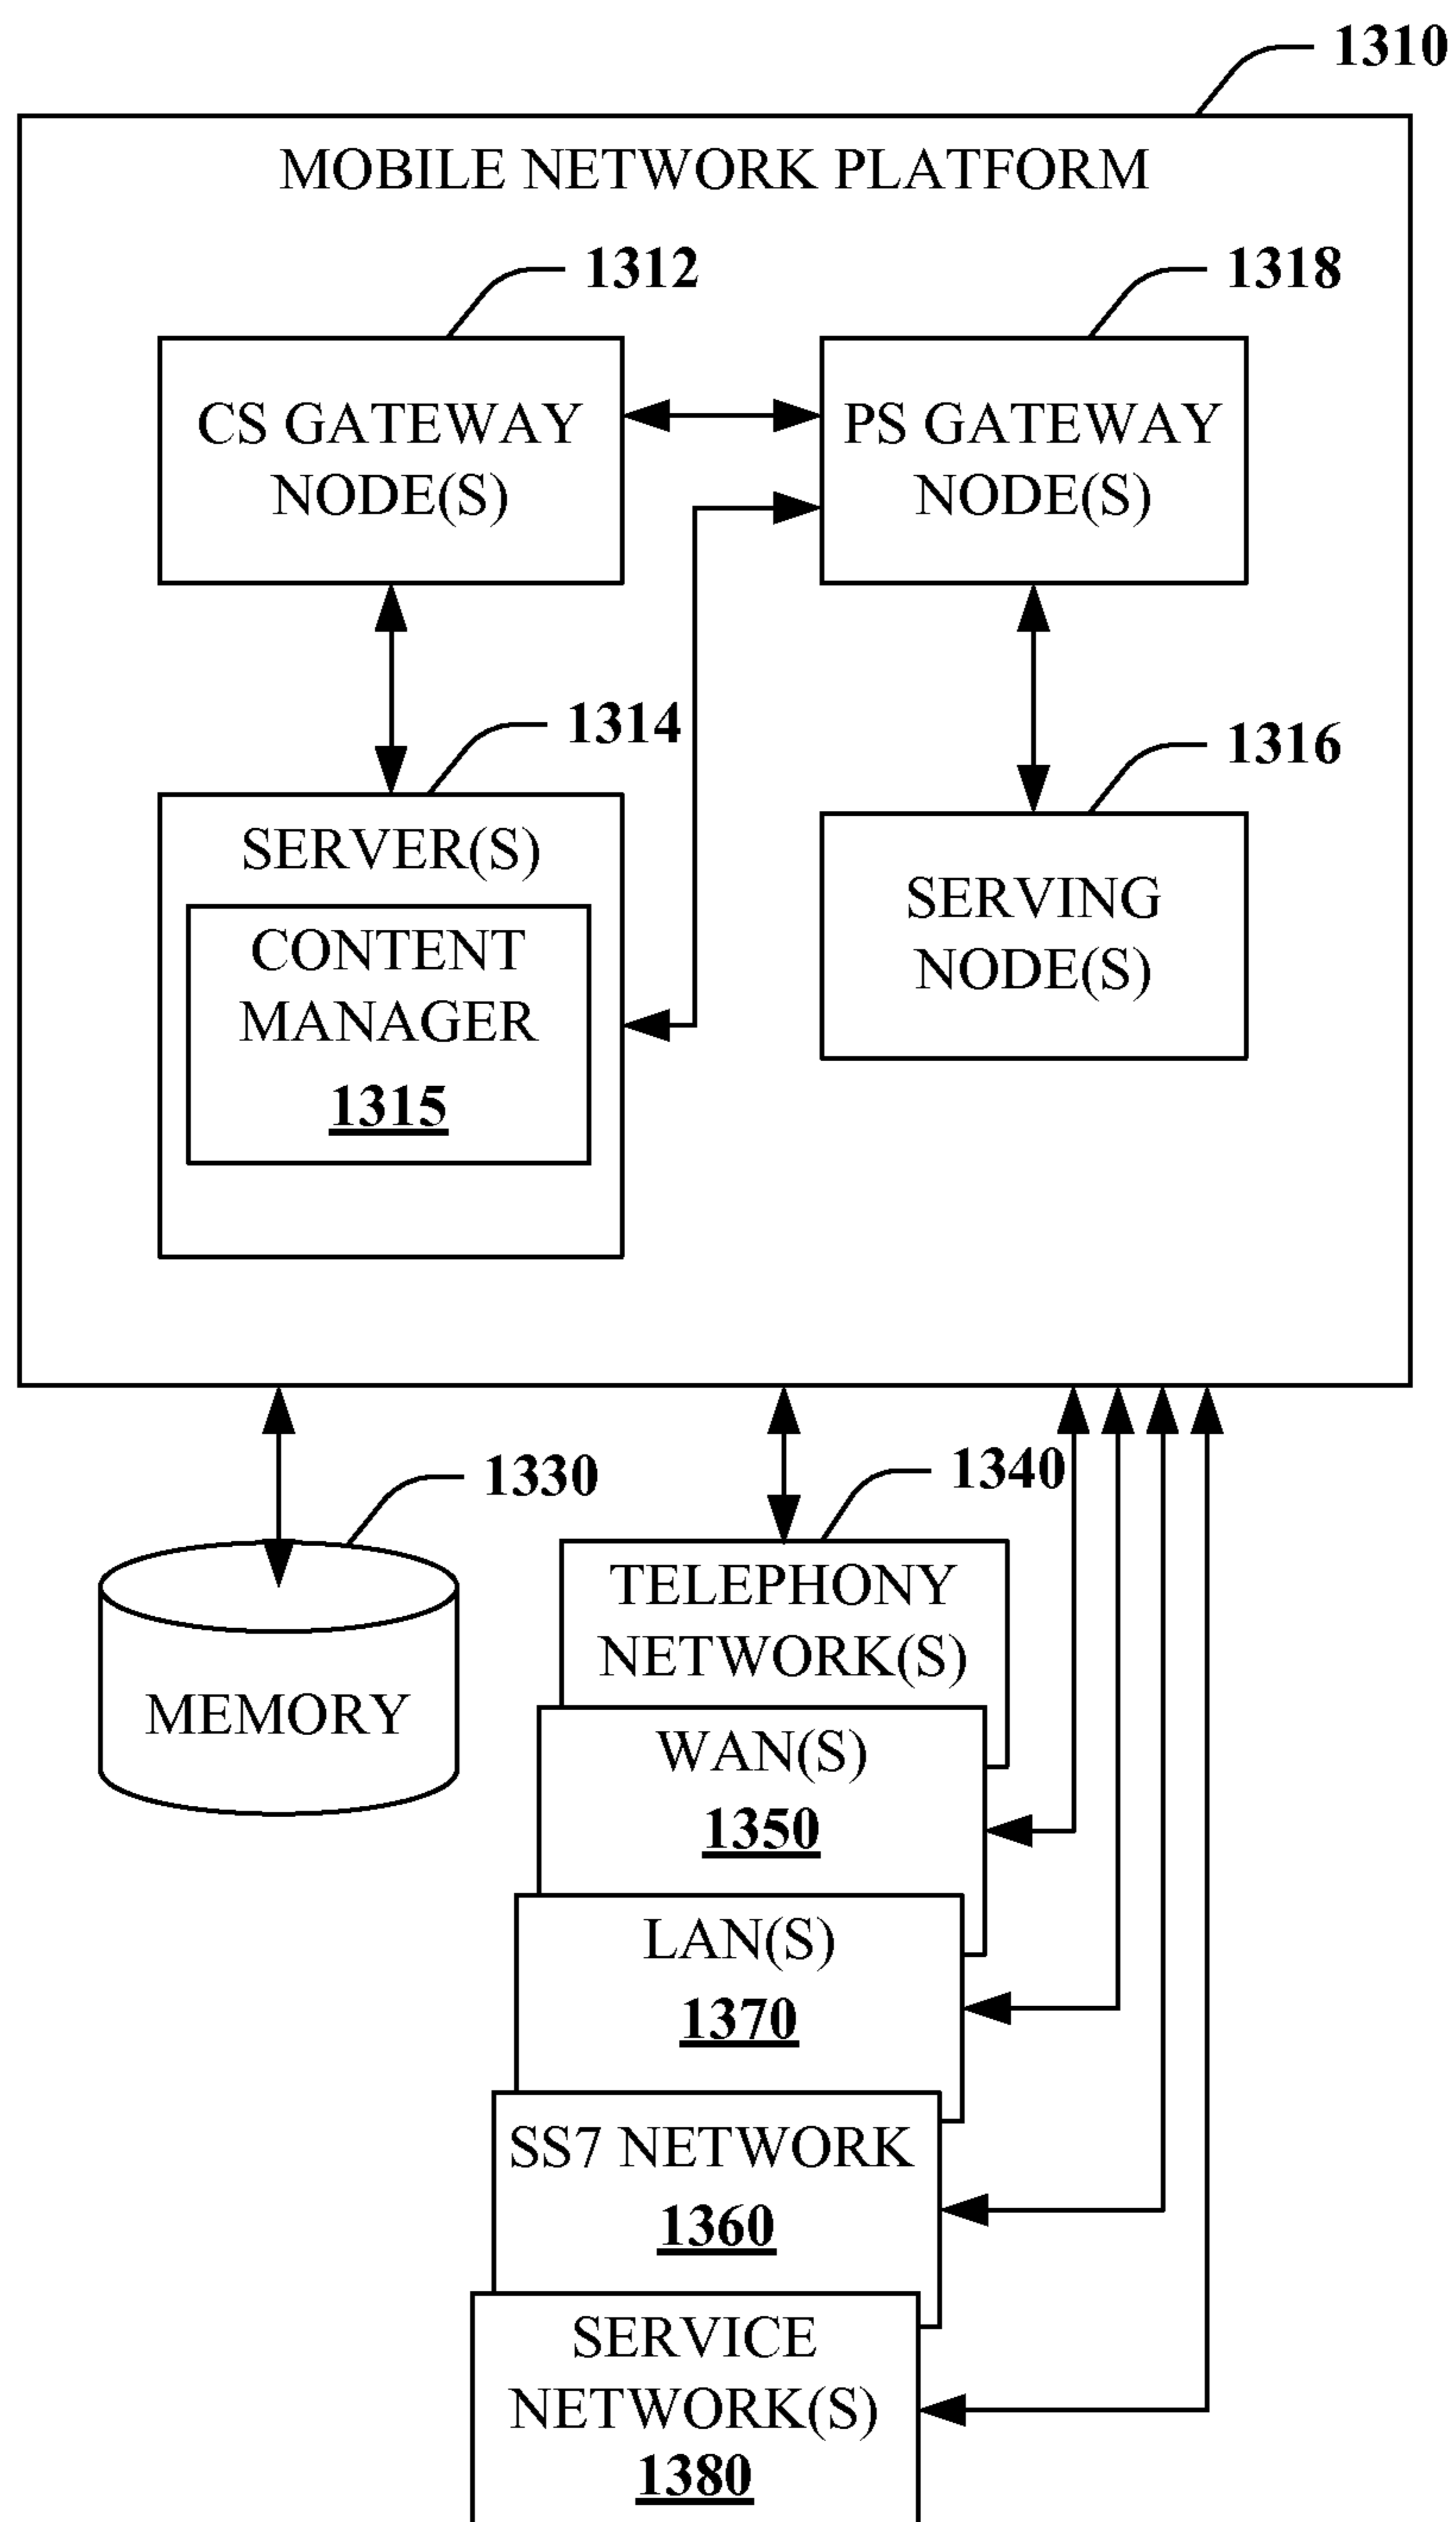 1310
MOBILE NETWORK PLATFORM
1312
1318
CS GATEWAY
NODE(S)
PS GATEWAY
NODE(S)
1314
1316
SERVER(S)
CONTENT
MANAGER
1315
SERVING
NODE(S)
1330
1340
MEMORY
TELEPHONY
NETWORK(S)
WAN(S)
1350
LAN(S)
1370
SS7 NETWORK
1360
SERVICE
NETWORK(S)
1380